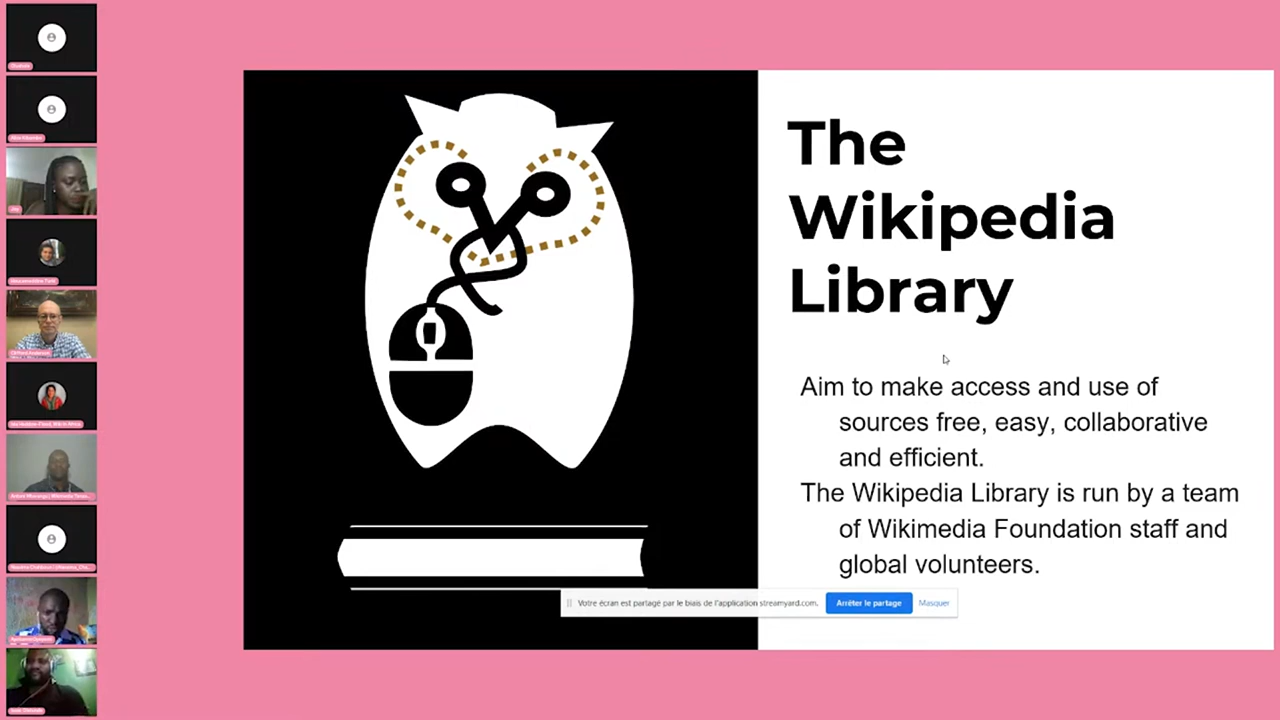 The
Wikipedia
Library
Aim to make access and use of
sources free, easy, collaborative
and efficient.
The Wikipedia Library is run by a team
of Wikimedia Foundation staff and
global volunteers.
Votre écran est partagé par le biais de l'application streamyard.com.
Arrêter le partage
Masquer
Clifford Anderson